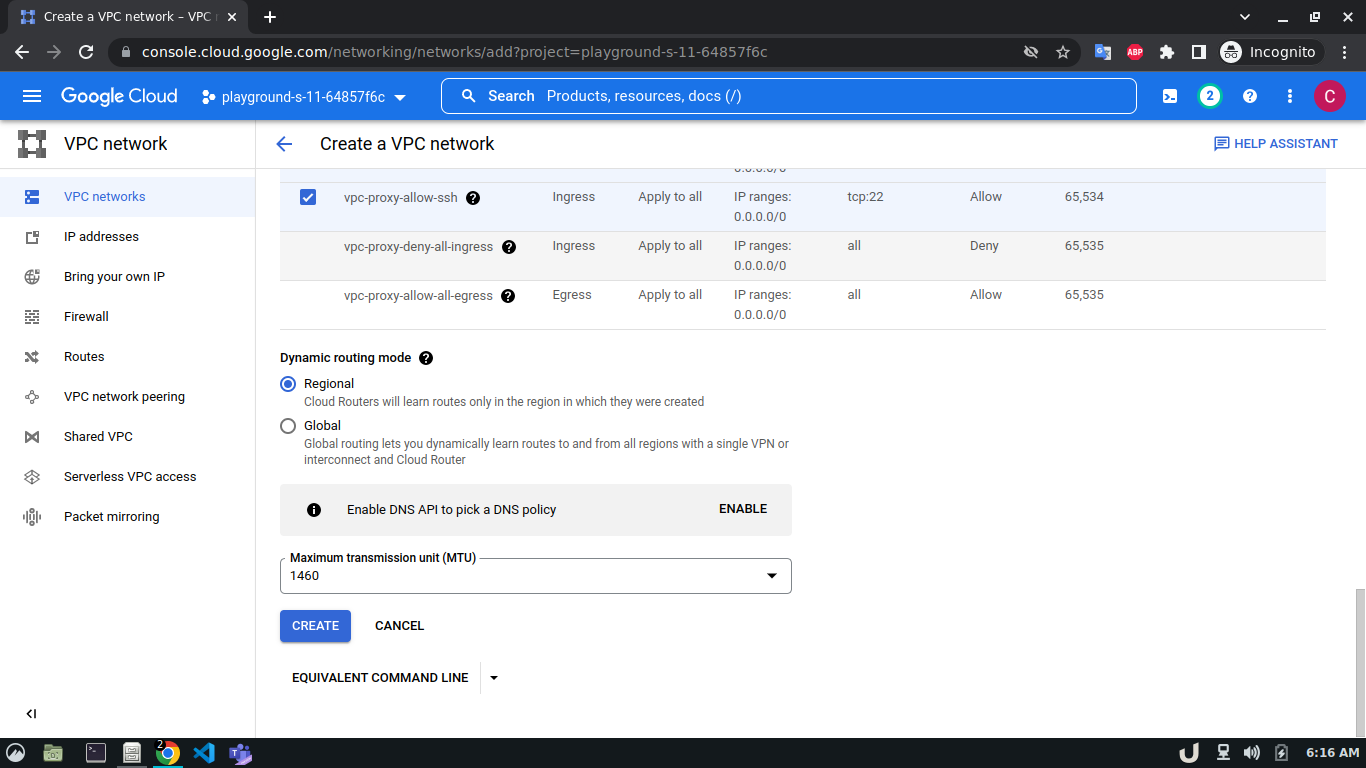 Create a VPC network – VPC
console.cloud.google.com/networking/networks/add?project=playground-s-11-64857f6c
ABP
Incognito
Google Cloud
playground-s-11-64857f6c
Search Products, resources, docs (/)
2
C
VPC network
Create a VPC network
HELP ASSISTANT
VPC networks
IP addresses
Bring your own IP
Firewall
Routes
VPC network peering
Shared VPC
Serverless VPC access
Packet mirroring
0.0.0.0/0
vpc-proxy-allow-ssh Ingress Apply to all IP ranges: tcp:22 Allow 65,534
0.0.0.0/0
vpc-proxy-deny-all-ingress Ingress Apply to all IP ranges: all Deny 65,535
0.0.0.0/0
vpc-proxy-allow-all-egress Egress Apply to all IP ranges: all Allow 65,535
0.0.0.0/0
Dynamic routing mode
Regional
Cloud Routers will learn routes only in the region in which they were created
Global
Global routing lets you dynamically learn routes to and from all regions with a single VPN or
interconnect and Cloud Router
Enable DNS API to pick a DNS policy ENABLE
Maximum transmission unit (MTU)
1460
CREATE CANCEL
EQUIVALENT COMMAND LINE
2
6:16 AM